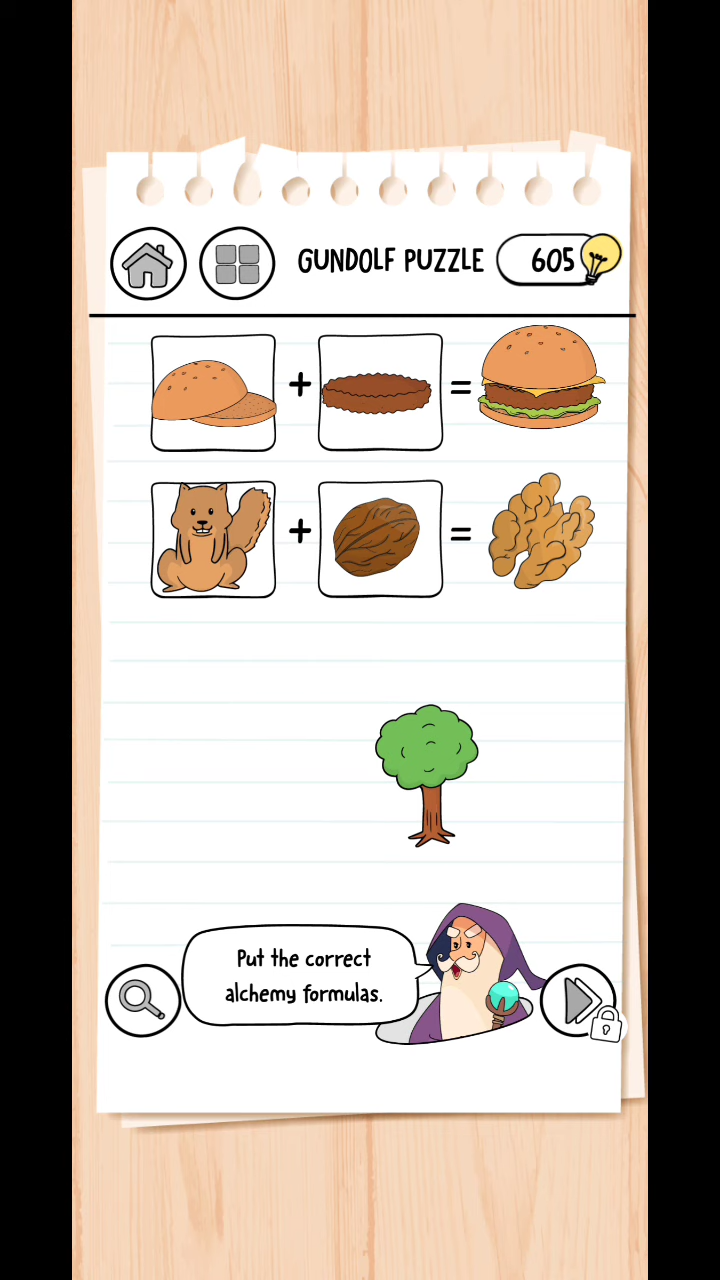 GUNDOLF PUZZLE
605
+
=
+
=
Put the correct
alchemy formulas.